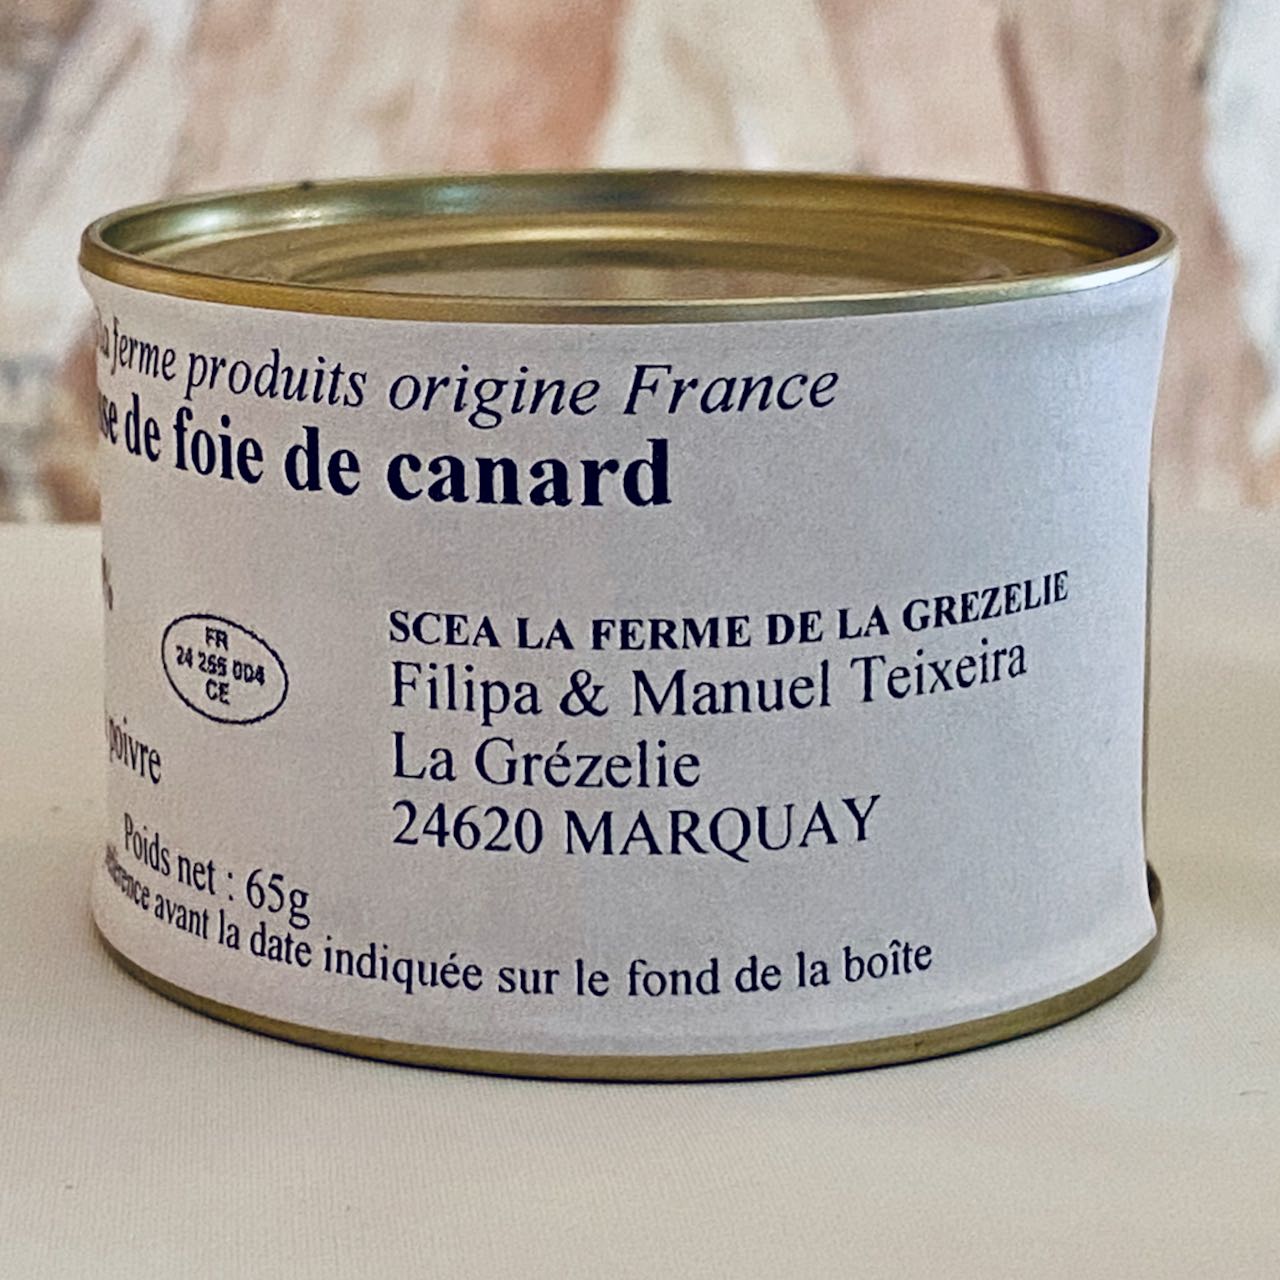 la ferme produits origine France
de foie de canard
SCEA LA FERME DE LA GREZELIE
Filipa & Manuel Teixeira
La Grézelie
24620 MARQUAY
FR
24 255 004
CE
poivre
Poids net : 65g
avant la date indiquée sur le fond de la boîte